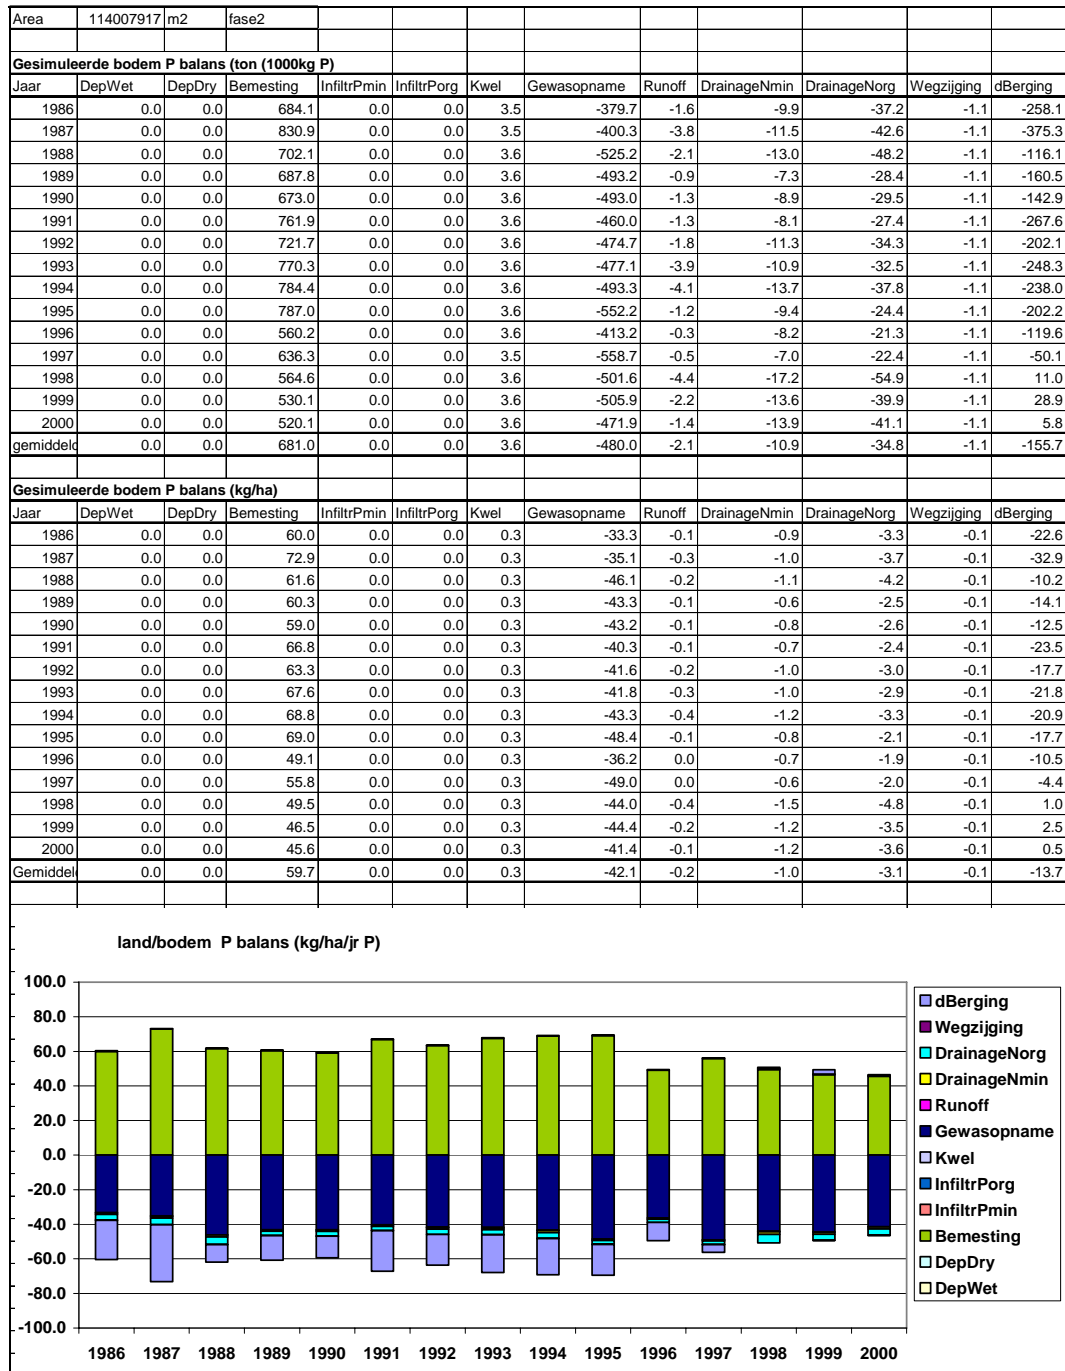 Area 114007917 m2 fase2
Gesimuleerde bodem P balans (ton (1000kg P)
Jaar DepWet DepDry Bemesting InfiltrPmin InfiltrPorg Kwel Gewasopname Runoff DrainageNmin DrainageNorg Wegzijging dBerging
1986 0.0 0.0 684.1 0.0 0.0 3.5 -379.7 -1.6 -9.9 -37.2 -1.1 -258.1
1987 0.0 0.0 830.9 0.0 0.0 3.5 -400.3 -3.8 -11.5 -42.6 -1.1 -375.3
1988 0.0 0.0 702.1 0.0 0.0 3.6 -525.2 -2.1 -13.0 -48.2 -1.1 -116.1
1989 0.0 0.0 687.8 0.0 0.0 3.6 -493.2 -0.9 -7.3 -28.4 -1.1 -160.5
1990 0.0 0.0 673.0 0.0 0.0 3.6 -493.0 -1.3 -8.9 -29.5 -1.1 -142.9
1991 0.0 0.0 761.9 0.0 0.0 3.6 -460.0 -1.3 -8.1 -27.4 -1.1 -267.6
1992 0.0 0.0 721.7 0.0 0.0 3.6 -474.7 -1.8 -11.3 -34.3 -1.1 -202.1
1993 0.0 0.0 770.3 0.0 0.0 3.6 -477.1 -3.9 -10.9 -32.5 -1.1 -248.3
1994 0.0 0.0 784.4 0.0 0.0 3.6 -493.3 -4.1 -13.7 -37.8 -1.1 -238.0
1995 0.0 0.0 787.0 0.0 0.0 3.6 -552.2 -1.2 -9.4 -24.4 -1.1 -202.2
1996 0.0 0.0 560.2 0.0 0.0 3.6 -413.2 -0.3 -8.2 -21.3 -1.1 -119.6
1997 0.0 0.0 636.3 0.0 0.0 3.5 -558.7 -0.5 -7.0 -22.4 -1.1 -50.1
1998 0.0 0.0 564.6 0.0 0.0 3.6 -501.6 -4.4 -17.2 -54.9 -1.1 11.0
1999 0.0 0.0 530.1 0.0 0.0 3.6 -505.9 -2.2 -13.6 -39.9 -1.1 28.9
2000 0.0 0.0 520.1 0.0 0.0 3.6 -471.9 -1.4 -13.9 -41.1 -1.1 5.8
gemiddeld 0.0 0.0 681.0 0.0 0.0 3.6 -480.0 -2.1 -10.9 -34.8 -1.1 -155.7
Gesimuleerde bodem P balans (kg/ha)
Jaar DepWet DepDry Bemesting InfiltrPmin InfiltrPorg Kwel Gewasopname Runoff DrainageNmin DrainageNorg Wegzijging dBerging
1986 0.0 0.0 60.0 0.0 0.0 0.3 -33.3 -0.1 -0.9 -3.3 -0.1 -22.6
1987 0.0 0.0 72.9 0.0 0.0 0.3 -35.1 -0.3 -1.0 -3.7 -0.1 -32.9
1988 0.0 0.0 61.6 0.0 0.0 0.3 -46.1 -0.2 -1.1 -4.2 -0.1 -10.2
1989 0.0 0.0 60.3 0.0 0.0 0.3 -43.3 -0.1 -0.6 -2.5 -0.1 -14.1
1990 0.0 0.0 59.0 0.0 0.0 0.3 -43.2 -0.1 -0.8 -2.6 -0.1 -12.5
1991 0.0 0.0 66.8 0.0 0.0 0.3 -40.3 -0.1 -0.7 -2.4 -0.1 -23.5
1992 0.0 0.0 63.3 0.0 0.0 0.3 -41.6 -0.2 -1.0 -3.0 -0.1 -17.7
1993 0.0 0.0 67.6 0.0 0.0 0.3 -41.8 -0.3 -1.0 -2.9 -0.1 -21.8
1994 0.0 0.0 68.8 0.0 0.0 0.3 -43.3 -0.4 -1.2 -3.3 -0.1 -20.9
1995 0.0 0.0 69.0 0.0 0.0 0.3 -48.4 -0.1 -0.8 -2.1 -0.1 -17.7
1996 0.0 0.0 49.1 0.0 0.0 0.3 -36.2 0.0 -0.7 -1.9 -0.1 -10.5
1997 0.0 0.0 55.8 0.0 0.0 0.3 -49.0 0.0 -0.6 -2.0 -0.1 -4.4
1998 0.0 0.0 49.5 0.0 0.0 0.3 -44.0 -0.4 -1.5 -4.8 -0.1 1.0
1999 0.0 0.0 46.5 0.0 0.0 0.3 -44.4 -0.2 -1.2 -3.5 -0.1 2.5
2000 0.0 0.0 45.6 0.0 0.0 0.3 -41.4 -0.1 -1.2 -3.6 -0.1 0.5
Gemiddel 0.0 0.0 59.7 0.0 0.0 0.3 -42.1 -0.2 -1.0 -3.1 -0.1 -13.7
land/bodem P balans (kg/ha/jr P)
100.0
80.0
60.0
40.0
20.0
0.0
-20.0
-40.0
-60.0
-80.0
-100.0
1986 1987 1988 1989 1990 1991 1992 1993 1994 1995 1996 1997 1998 1999 2000
dBerging
Wegzijging
DrainageNorg
DrainageNmin
Runoff
Gewasopname
Kwel
InfiltrPorg
InfiltrPmin
Bemesting
DepDry
DepWet